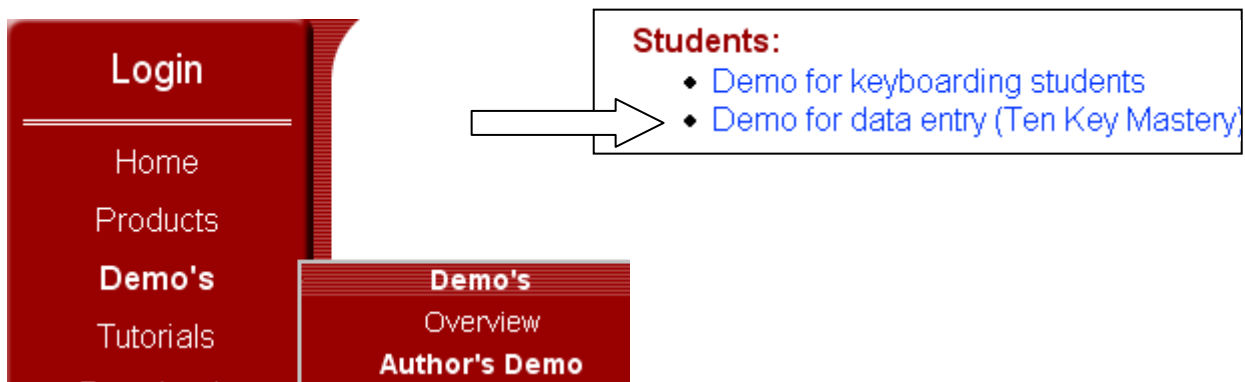 Login
Home
Products
Demo's
Tutorials
Demo's
Overview
Author's Demo
Students:
• Demo for keyboarding students
• Demo for data entry (Ten Key Mastery)